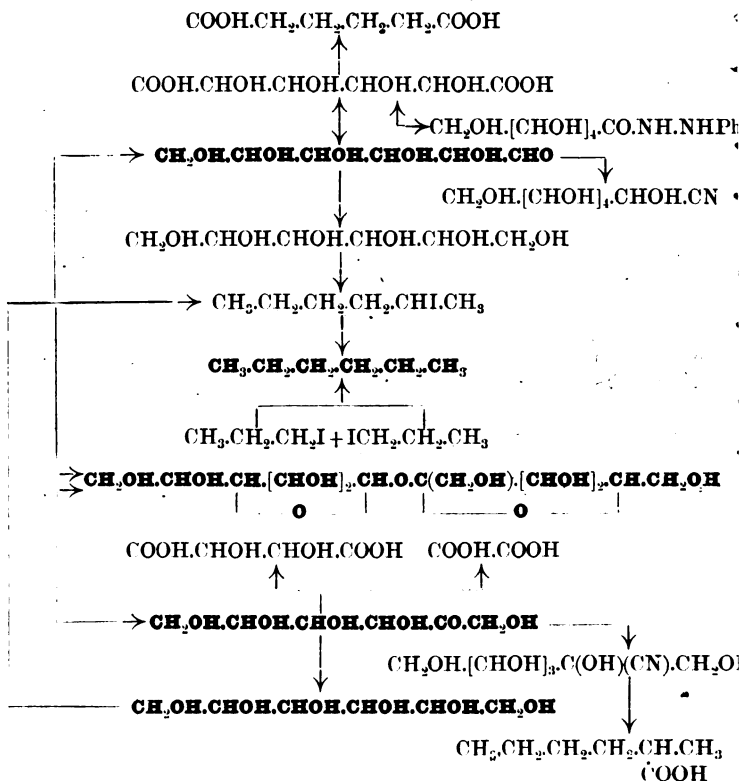 COOH.CH₂.CH₂.CH₂.CH₂.COOH
COOH.CHOH.CHOH.CHOH.CHOH.COOH
CH₂OH.[CHOH]₄.CO.NH.NHPh
CH₂OH.CHOH.CHOH.CHOH.CHOH.CHO
CH₂OH.[CHOH]₄.CHOH.CN
CH₂OH.CHOH.CHOH.CHOH.CHOH.CH₂OH
CH₃.CH₂.CH₂.CH₂.CHI.CH₃
CH₃.CH₂.CH₂.CH₂.CH₂.CH₃
CH₃.CH₂.CH₂I + ICH₂.CH₂.CH₃
CH₂OH.CHOH.CH.[CHOH]₂.CH.O.C(CH₂OH).[CHOH]₂.CH.CH₂OH
O O
COOH.CHOH.CHOH.COOH COOH.COOH
CH₂OH.CHOH.CHOH.CHOH.CO.CH₂OH
CH₂OH.[CHOH]₃.C(OH)(CN).CH₂OH
CH₂OH.CHOH.CHOH.CHOH.CHOH.CH₂OH
CH₃.CH₂.CH₂.CH₂.CH.CH₃
COOH